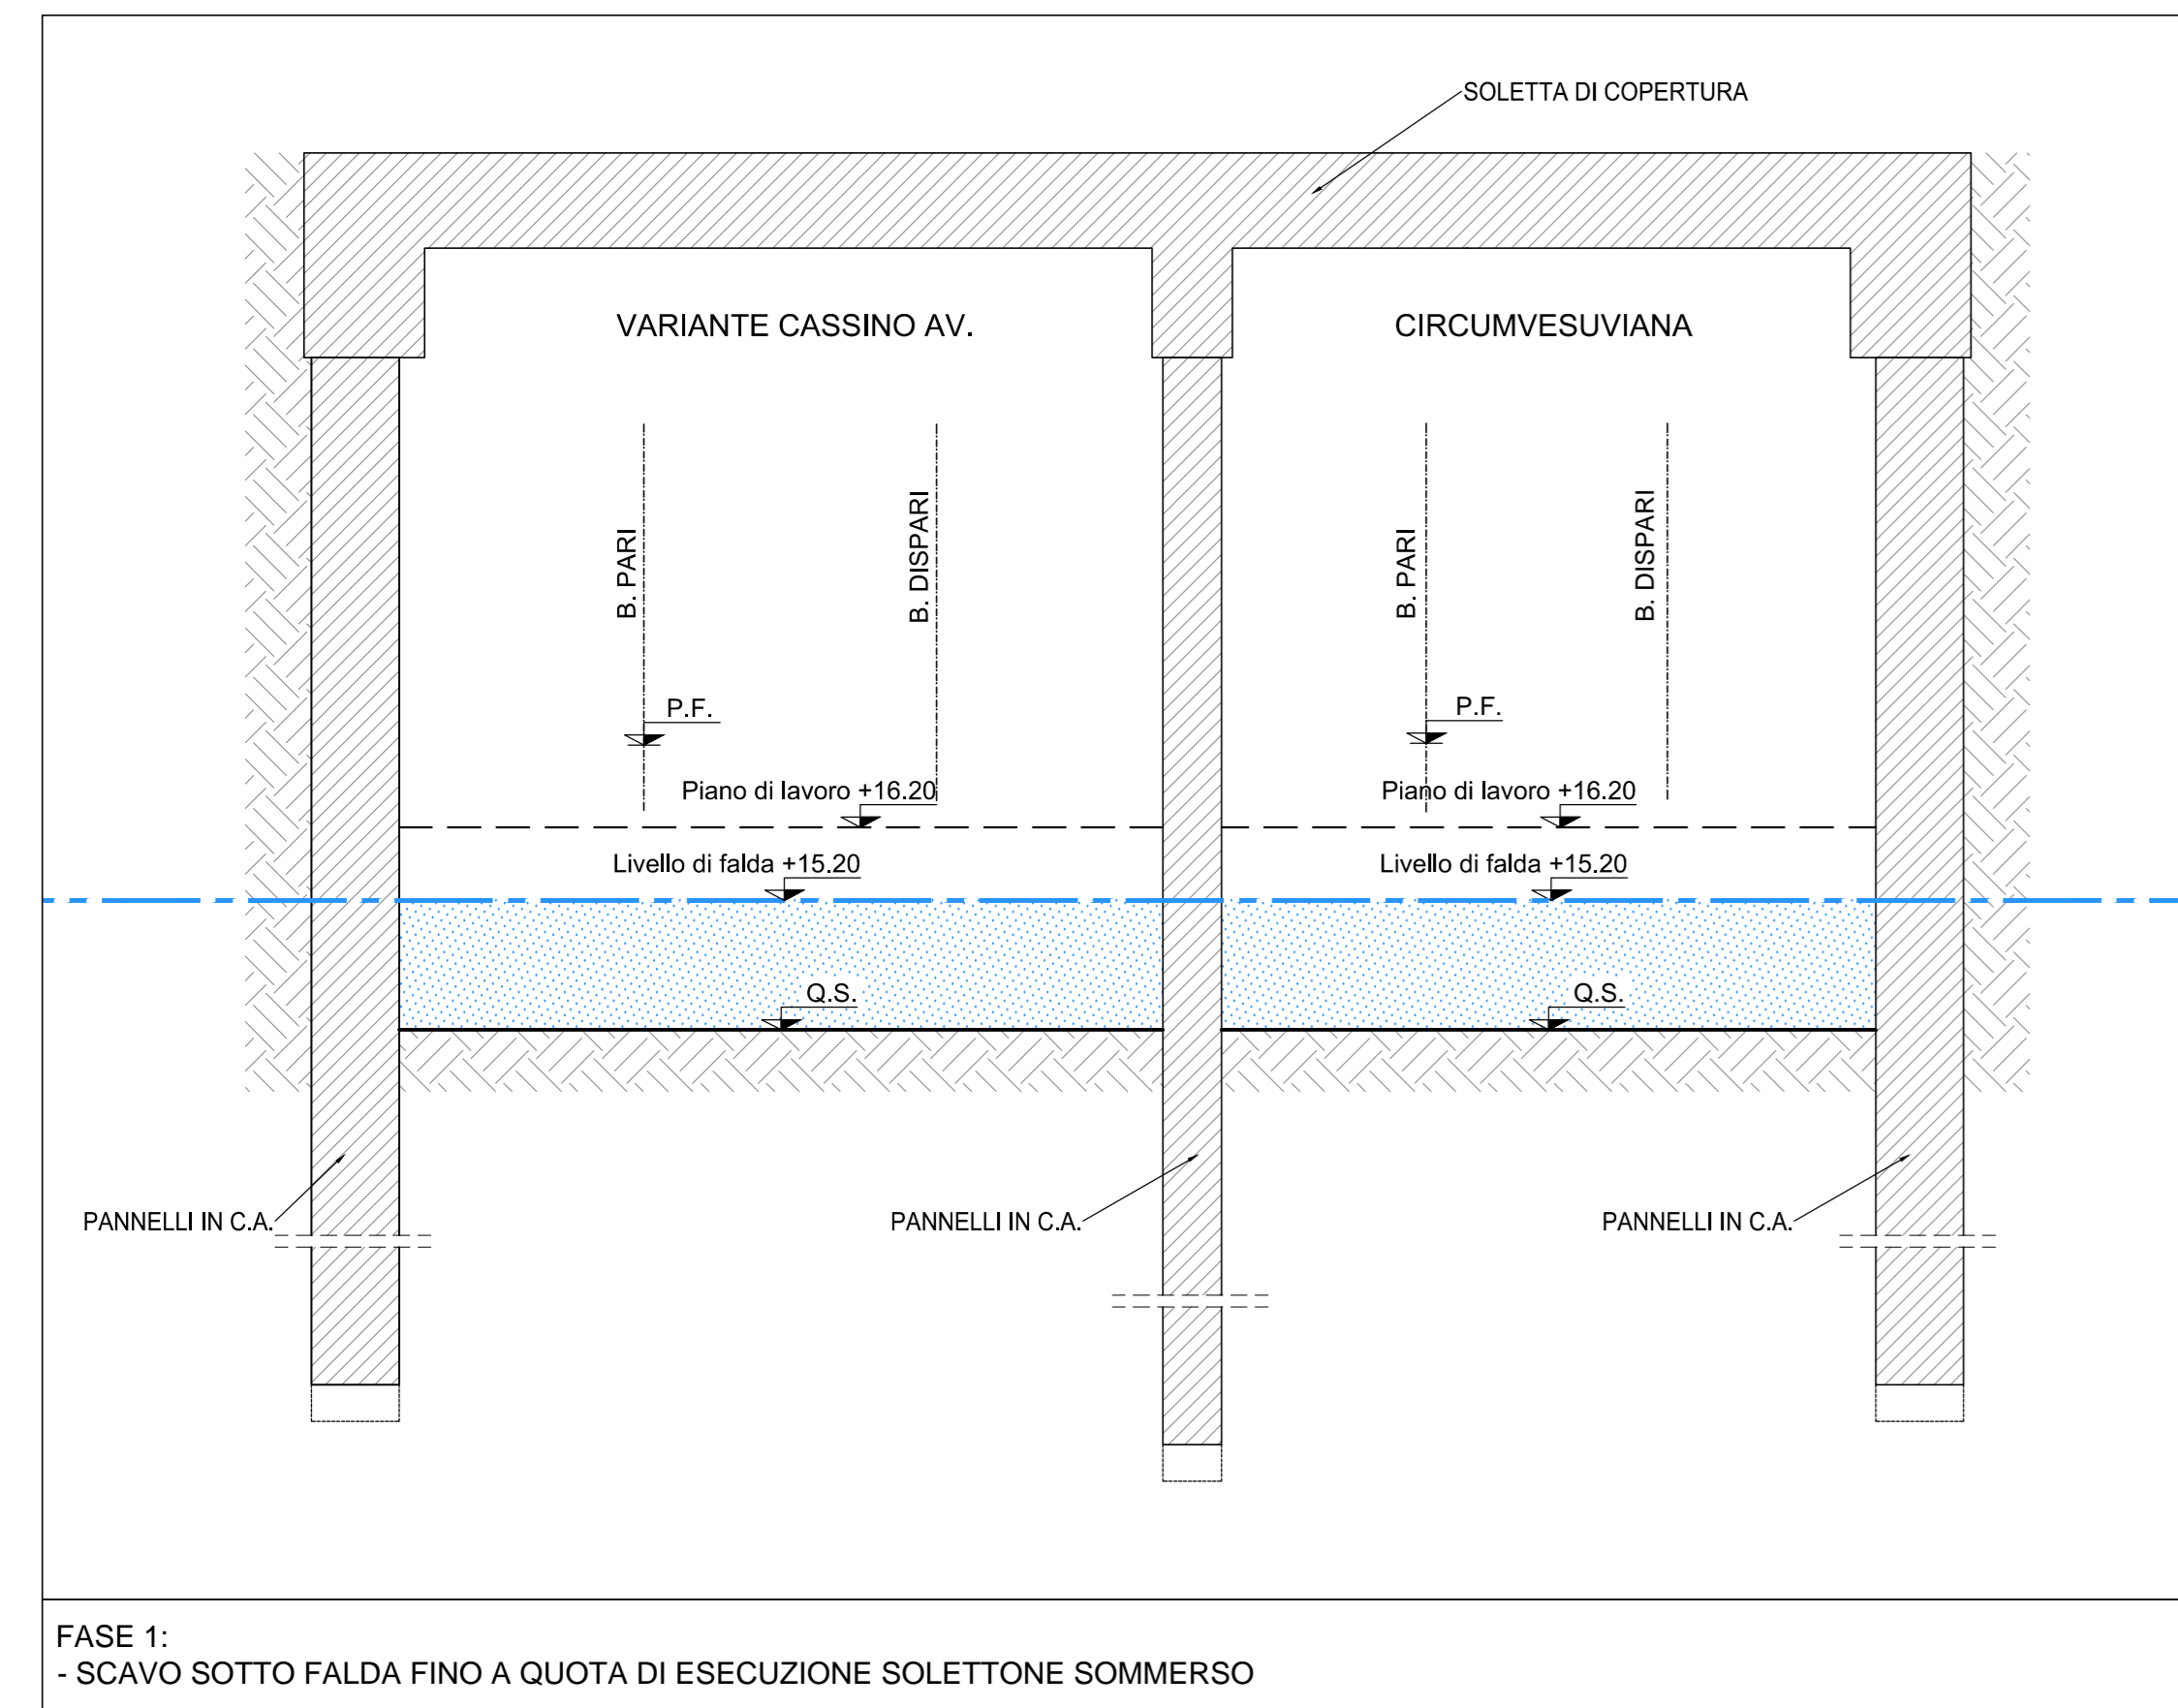 SOLETTA DI COPERTURA
VARIANTE CASSINO AV.
CIRCUMVESUVIANA
B. PARI
B. DISPARI
B. PARI
B. DISPARI
P.F.
P.F.
Piano di lavoro +16.20
Piano di lavoro +16.20
Livello di falda +15.20
Livello di falda +15.20
Q.S.
Q.S.
PANNELLI IN C.A.
PANNELLI IN C.A.
PANNELLI IN C.A.
FASE 1:
- SCAVO SOTTO FALDA FINO A QUOTA DI ESECUZIONE SOLETTONE SOMMERSO